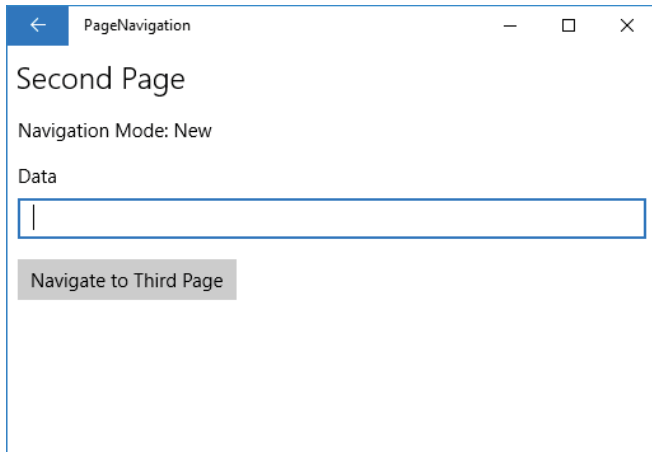 PageNavigation
Second Page
Navigation Mode: New
Data
Navigate to Third Page